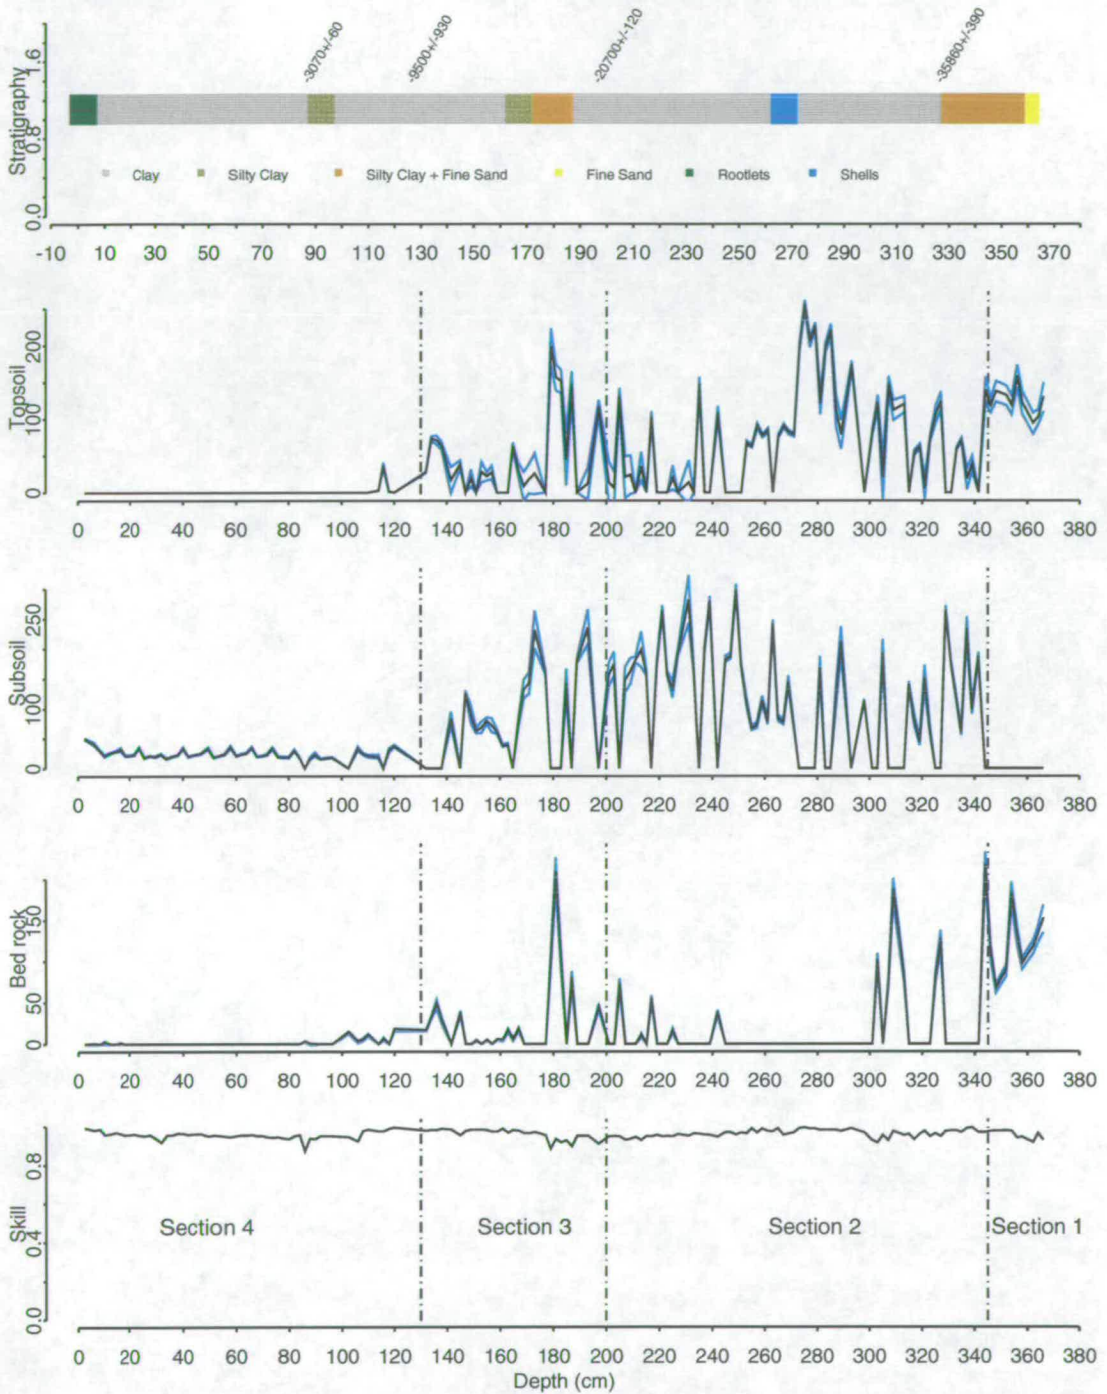 -3070+/-60
-9500+/-930
-20700+/-120
-35860+/-390
Stratigraphy
0.0 0.8 1.6
Clay Silty Clay Silty Clay + Fine Sand Fine Sand Rootlets Shells
-10 10 30 50 70 90 110 130 150 170 190 210 230 250 270 290 310 330 350 370
Topsoil
0 100 200
0 20 40 60 80 100 120 140 160 180 200 220 240 260 280 300 320 340 360 380
Subsoil
0 100 250
0 20 40 60 80 100 120 140 160 180 200 220 240 260 280 300 320 340 360 380
Bed rock
0 50 150
0 20 40 60 80 100 120 140 160 180 200 220 240 260 280 300 320 340 360 380
Skill
0.0 0.4 0.8
Section 4 Section 3 Section 2 Section 1
0 20 40 60 80 100 120 140 160 180 200 220 240 260 280 300 320 340 360 380
Depth (cm)